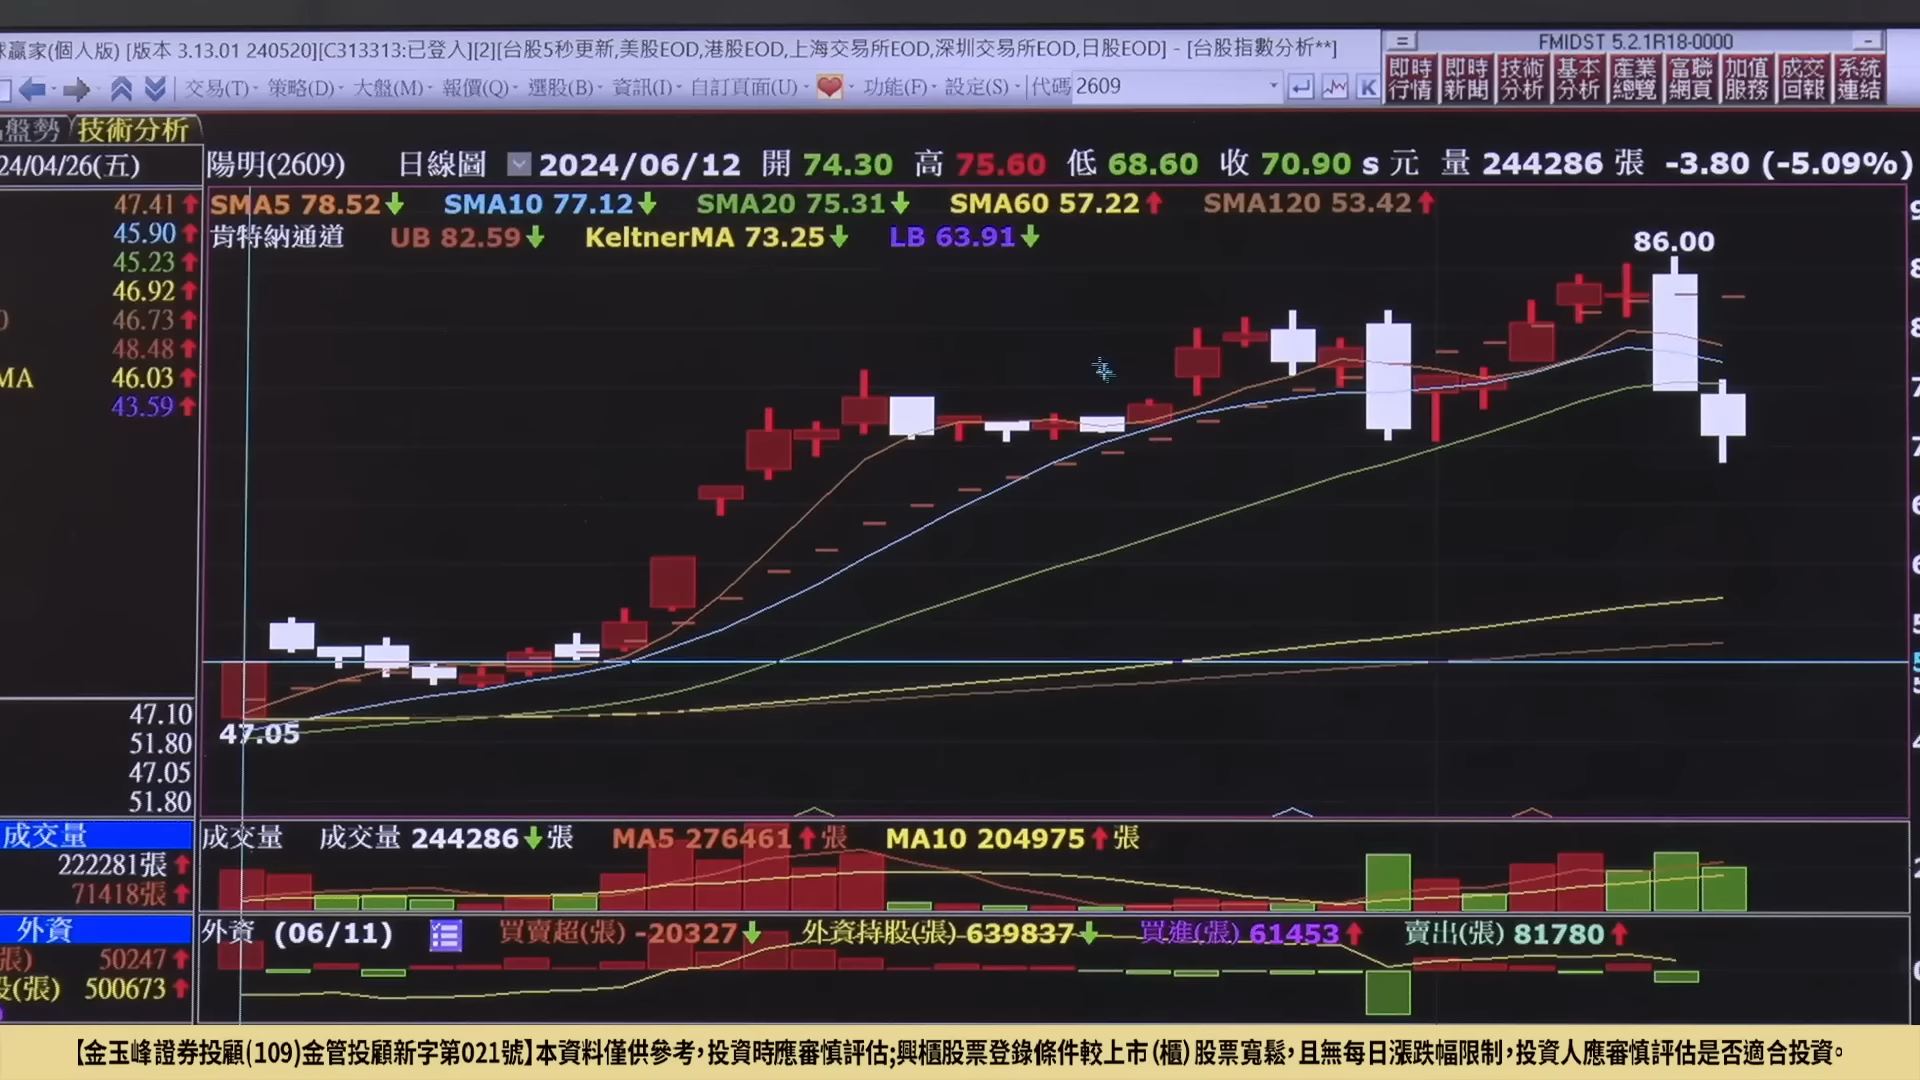 球贏家(個人版) [版本 3.13.01 240520][C313313:已登入][2][台股5秒更新,美股EOD,港股EOD,上海交易所EOD,深圳交易所EOD,日股EOD] - [台股指數分析**]
FMIDST 5.2.1R18-0000
交易(T) 策略(D) 大盤(M) 報價(Q) 選股(B) 資訊(I) 自訂頁面(U) 功能(F) 設定(S) 代碼 2609
即時行情 即時新聞 技術分析 基本分析 產業總覽 富聯網頁 加值服務 成交回報 系統連結
盤勢 技術分析
24/04/26(五)
陽明(2609) 日線圖 2024/06/12 開 74.30 高 75.60 低 68.60 收 70.90 s 元 量 244286 張 -3.80 (-5.09%)
SMA5 78.52↓ SMA10 77.12↓ SMA20 75.31↓ SMA60 57.22↑ SMA120 53.42↑
肯特納通道 UB 82.59↓ KeltnerMA 73.25↓ LB 63.91↓
47.41↑
45.90↑
45.23↑
46.92↑
0 46.73↑
48.48↑
MA 46.03↑
43.59↑
86.00
47.05
47.10
51.80
47.05
51.80
成交量
222281張↑
71418張↑
成交量 成交量 244286↓張 MA5 276461↑張 MA10 204975↑張
外資
張) 50247↑
股(張) 500673↑
外資 (06/11) 買賣超(張) -20327↓ 外資持股(張) 639837↓ 買進(張) 61453↑ 賣出(張) 81780↑
【金玉峰證券投顧(109)金管投顧新字第021號】本資料僅供參考,投資時應審慎評估;興櫃股票登錄條件較上市(櫃)股票寬鬆,且無每日漲跌幅限制,投資人應審慎評估是否適合投資。